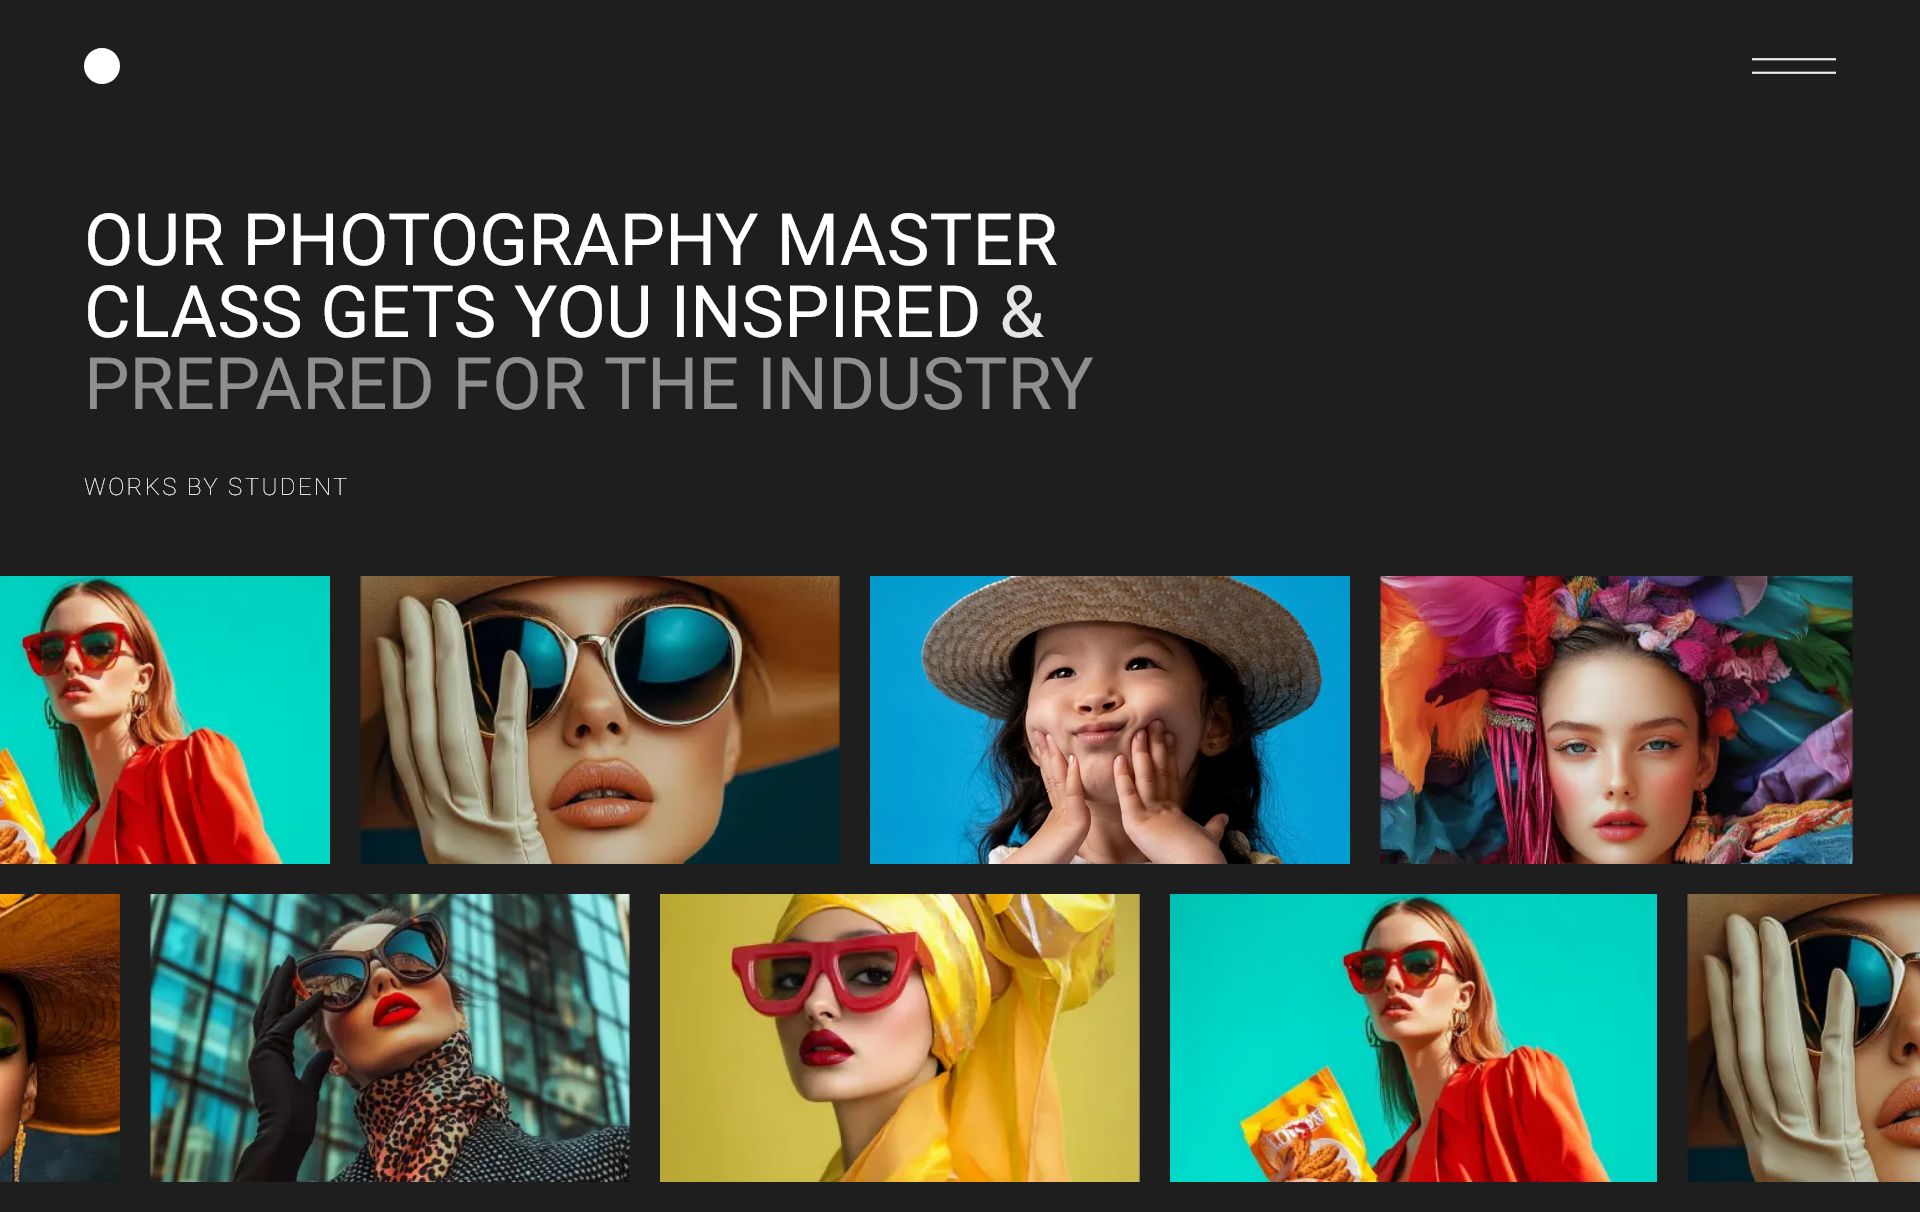 OUR PHOTOGRAPHY MASTER
CLASS GETS YOU INSPIRED &
PREPARED FOR THE INDUSTRY
WORKS BY STUDENT